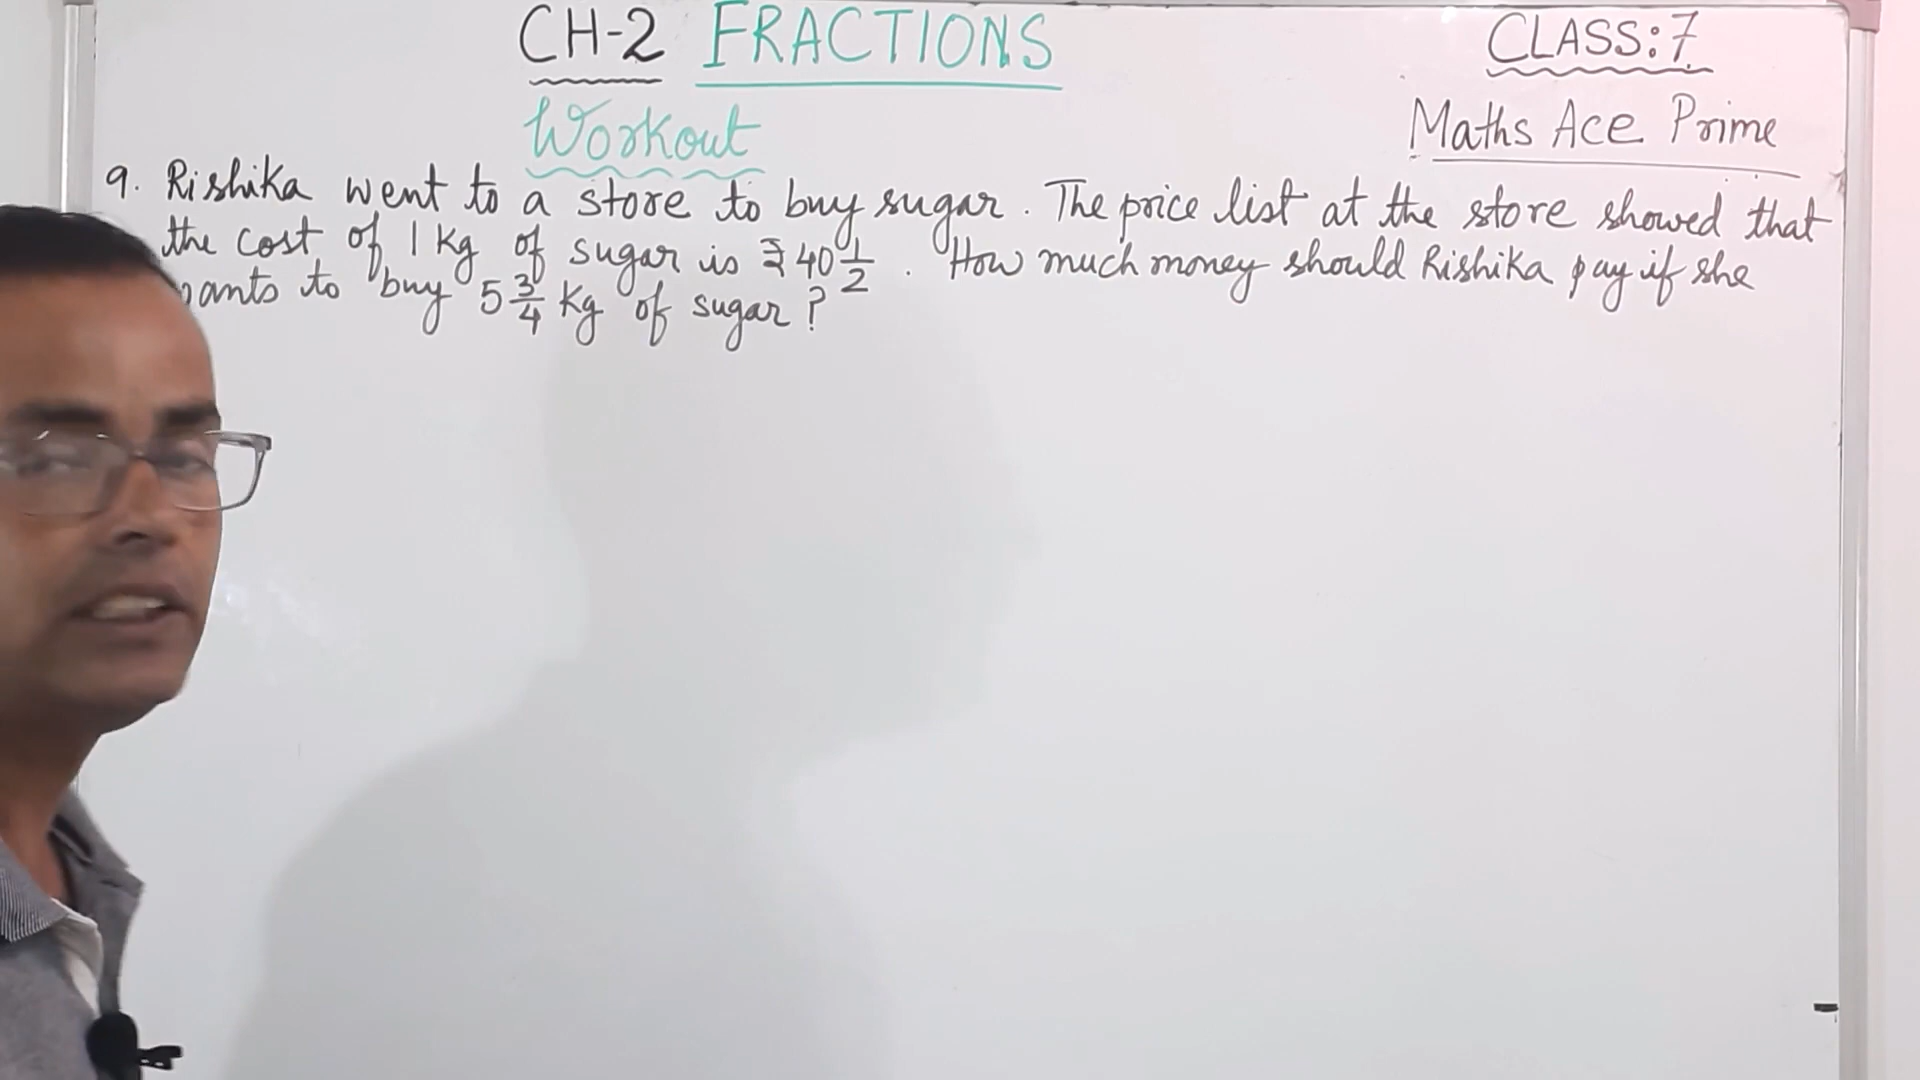 CH-2 FRACTIONS
CLASS: 7
Workout
Maths Ace Prime
9. Rishika went to a store to buy sugar. The price list at the store showed that
the cost of 1 Kg of sugar is ₹ 40 1/2. How much money should Rishika pay if she
ants to buy 5 3/4 Kg of sugar?